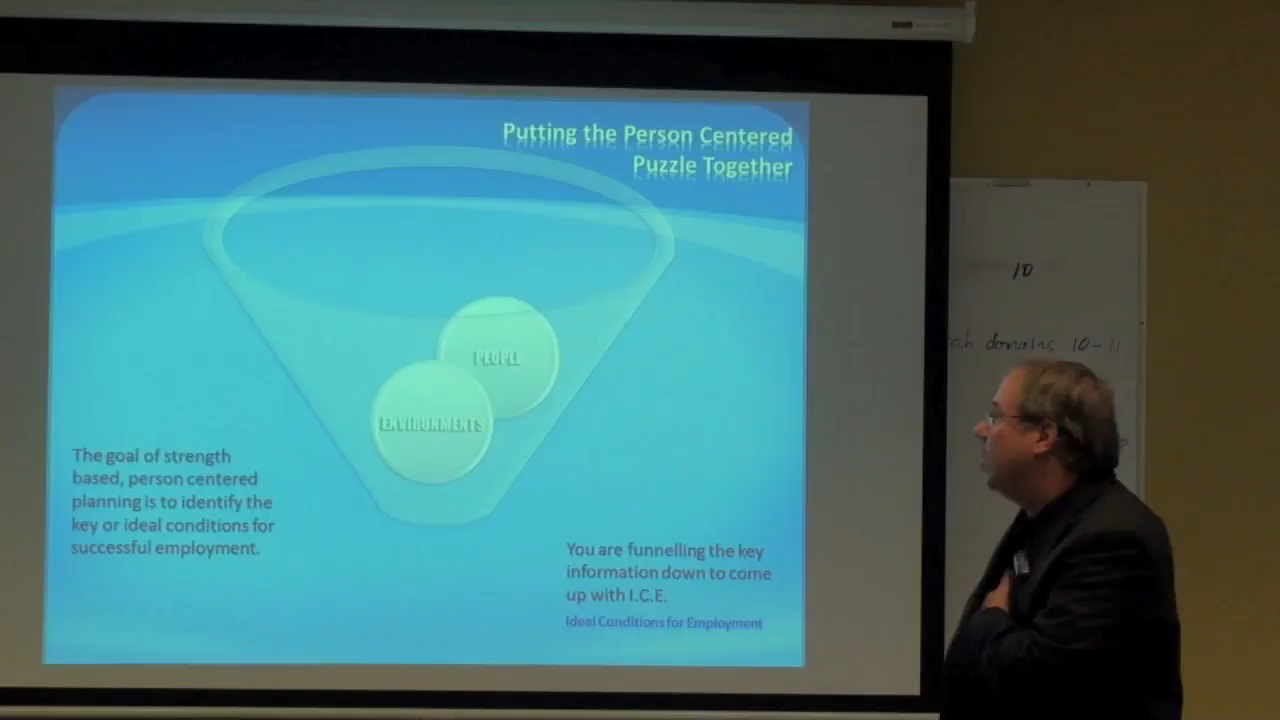 Putting the Person Centered
Puzzle Together
PEOPLE
ENVIRONMENTS
The goal of strength
based, person centered
planning is to identify the
key or ideal conditions for
successful employment.
You are funnelling the key
information down to come
up with I.C.E.
Ideal Conditions for Employment
10
domains 10-11